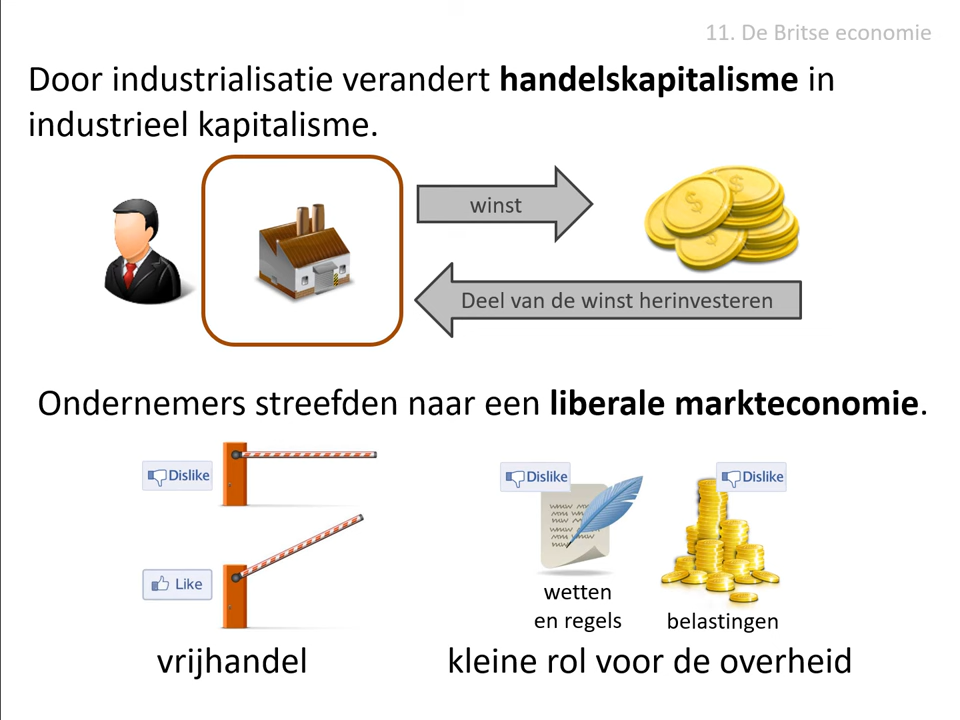 11. De Britse economie
Door industrialisatie verandert handelskapitalisme in
industrieel kapitalisme.
winst
Deel van de winst herinvesteren
Ondernemers streefden naar een liberale markteconomie.
Dislike
Like
vrijhandel
Dislike
Dislike
wetten
en regels
belastingen
kleine rol voor de overheid